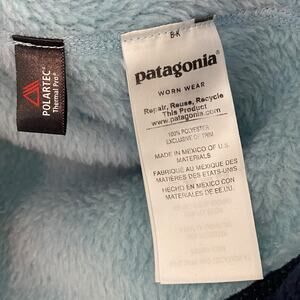 POLARTEC®
Thermal Pro®
patagonia®
WORN WEAR
Repair, Reuse, Recycle
This Product
www.patagonia.com
100% POLYESTER
EXCLUSIVE OF TRIM
MADE IN MEXICO OF U.S.
MATERIALS
FABRIQUÉ AU MEXIQUE DES
MATIÈRES DES ÉTATS-UNIS
HECHO EN MÉXICO CON
MATERIALES DE EE.UU.